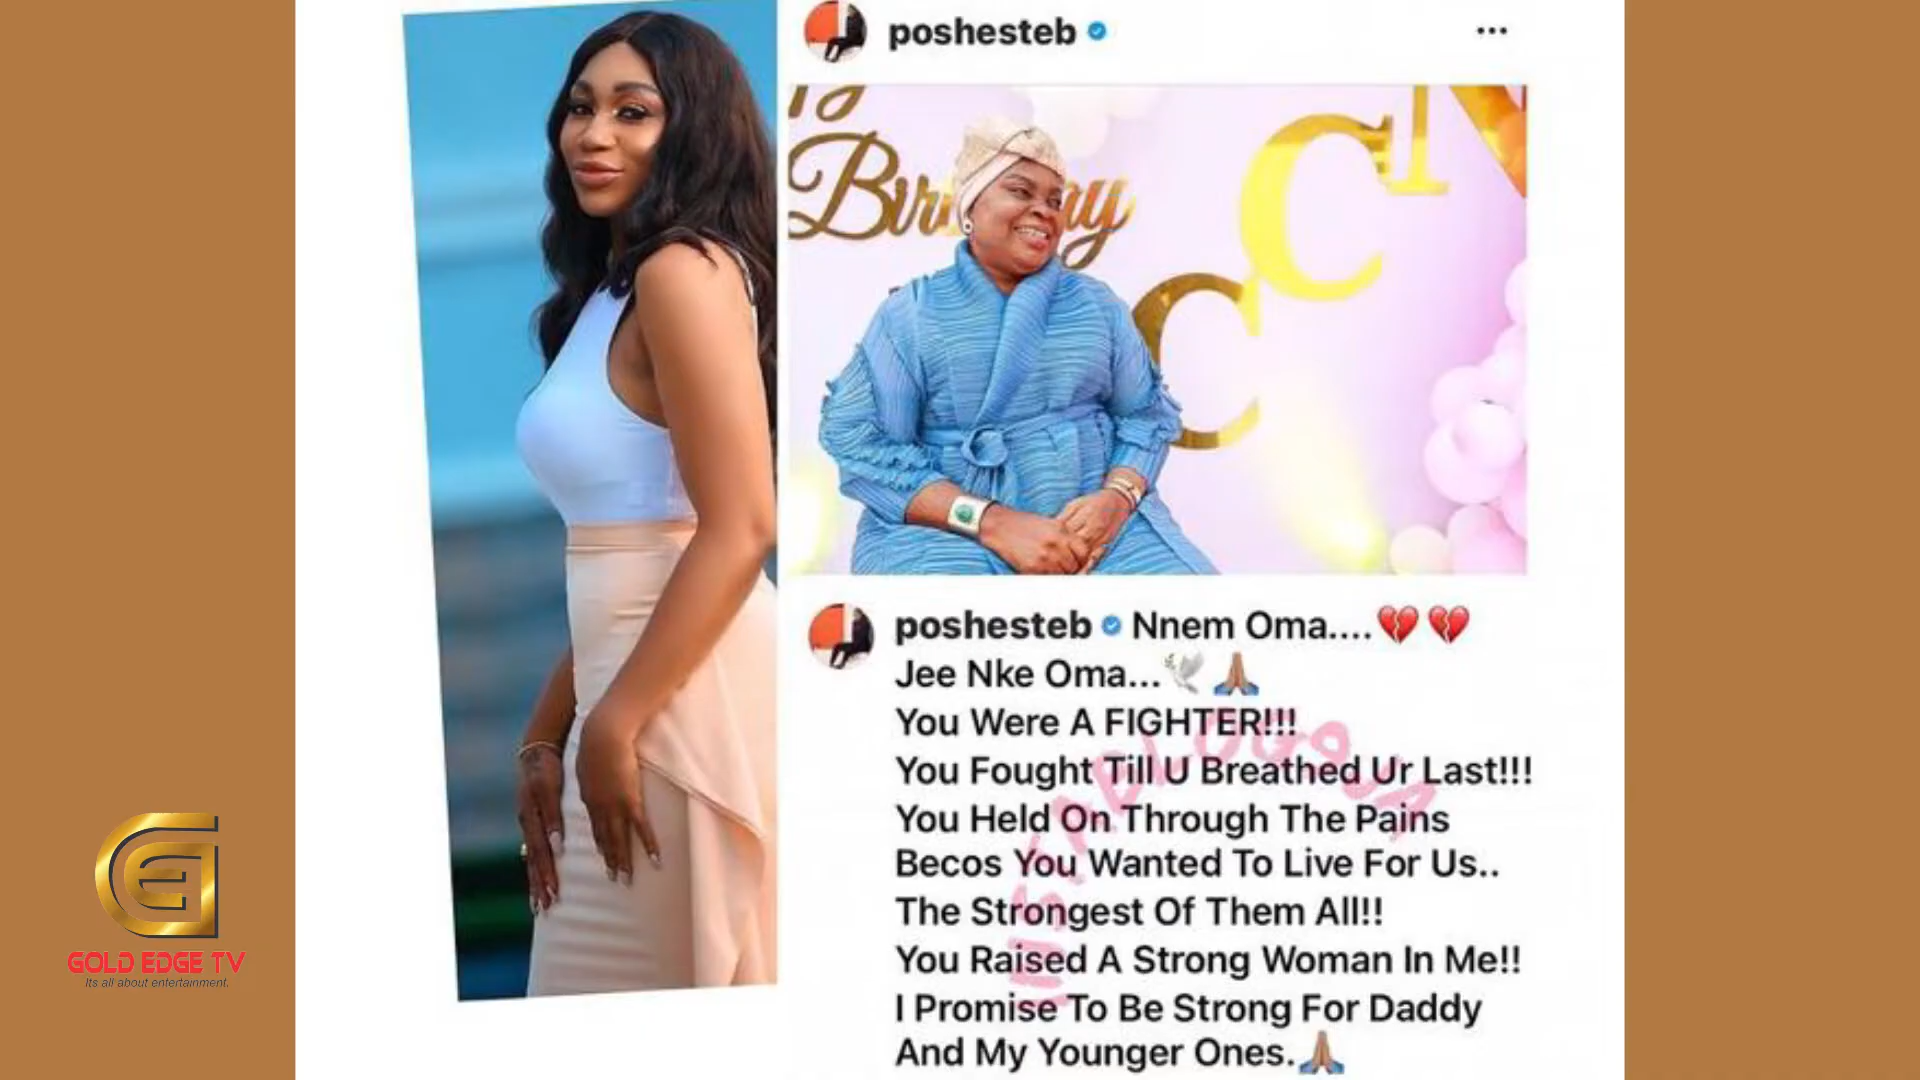 poshesteb
Birthday
C
C
N
poshesteb Nnem Oma....💔💔
Jee Nke Oma...🕊️🙏🏽
You Were A FIGHTER!!!
You Fought Till U Breathed Ur Last!!!
You Held On Through The Pains
Becos You Wanted To Live For Us..
The Strongest Of Them All!!
You Raised A Strong Woman In Me!!
I Promise To Be Strong For Daddy
And My Younger Ones.🙏🏽
INSTABLOG9JA
GOLD EDGE TV
Its all about entertainment.